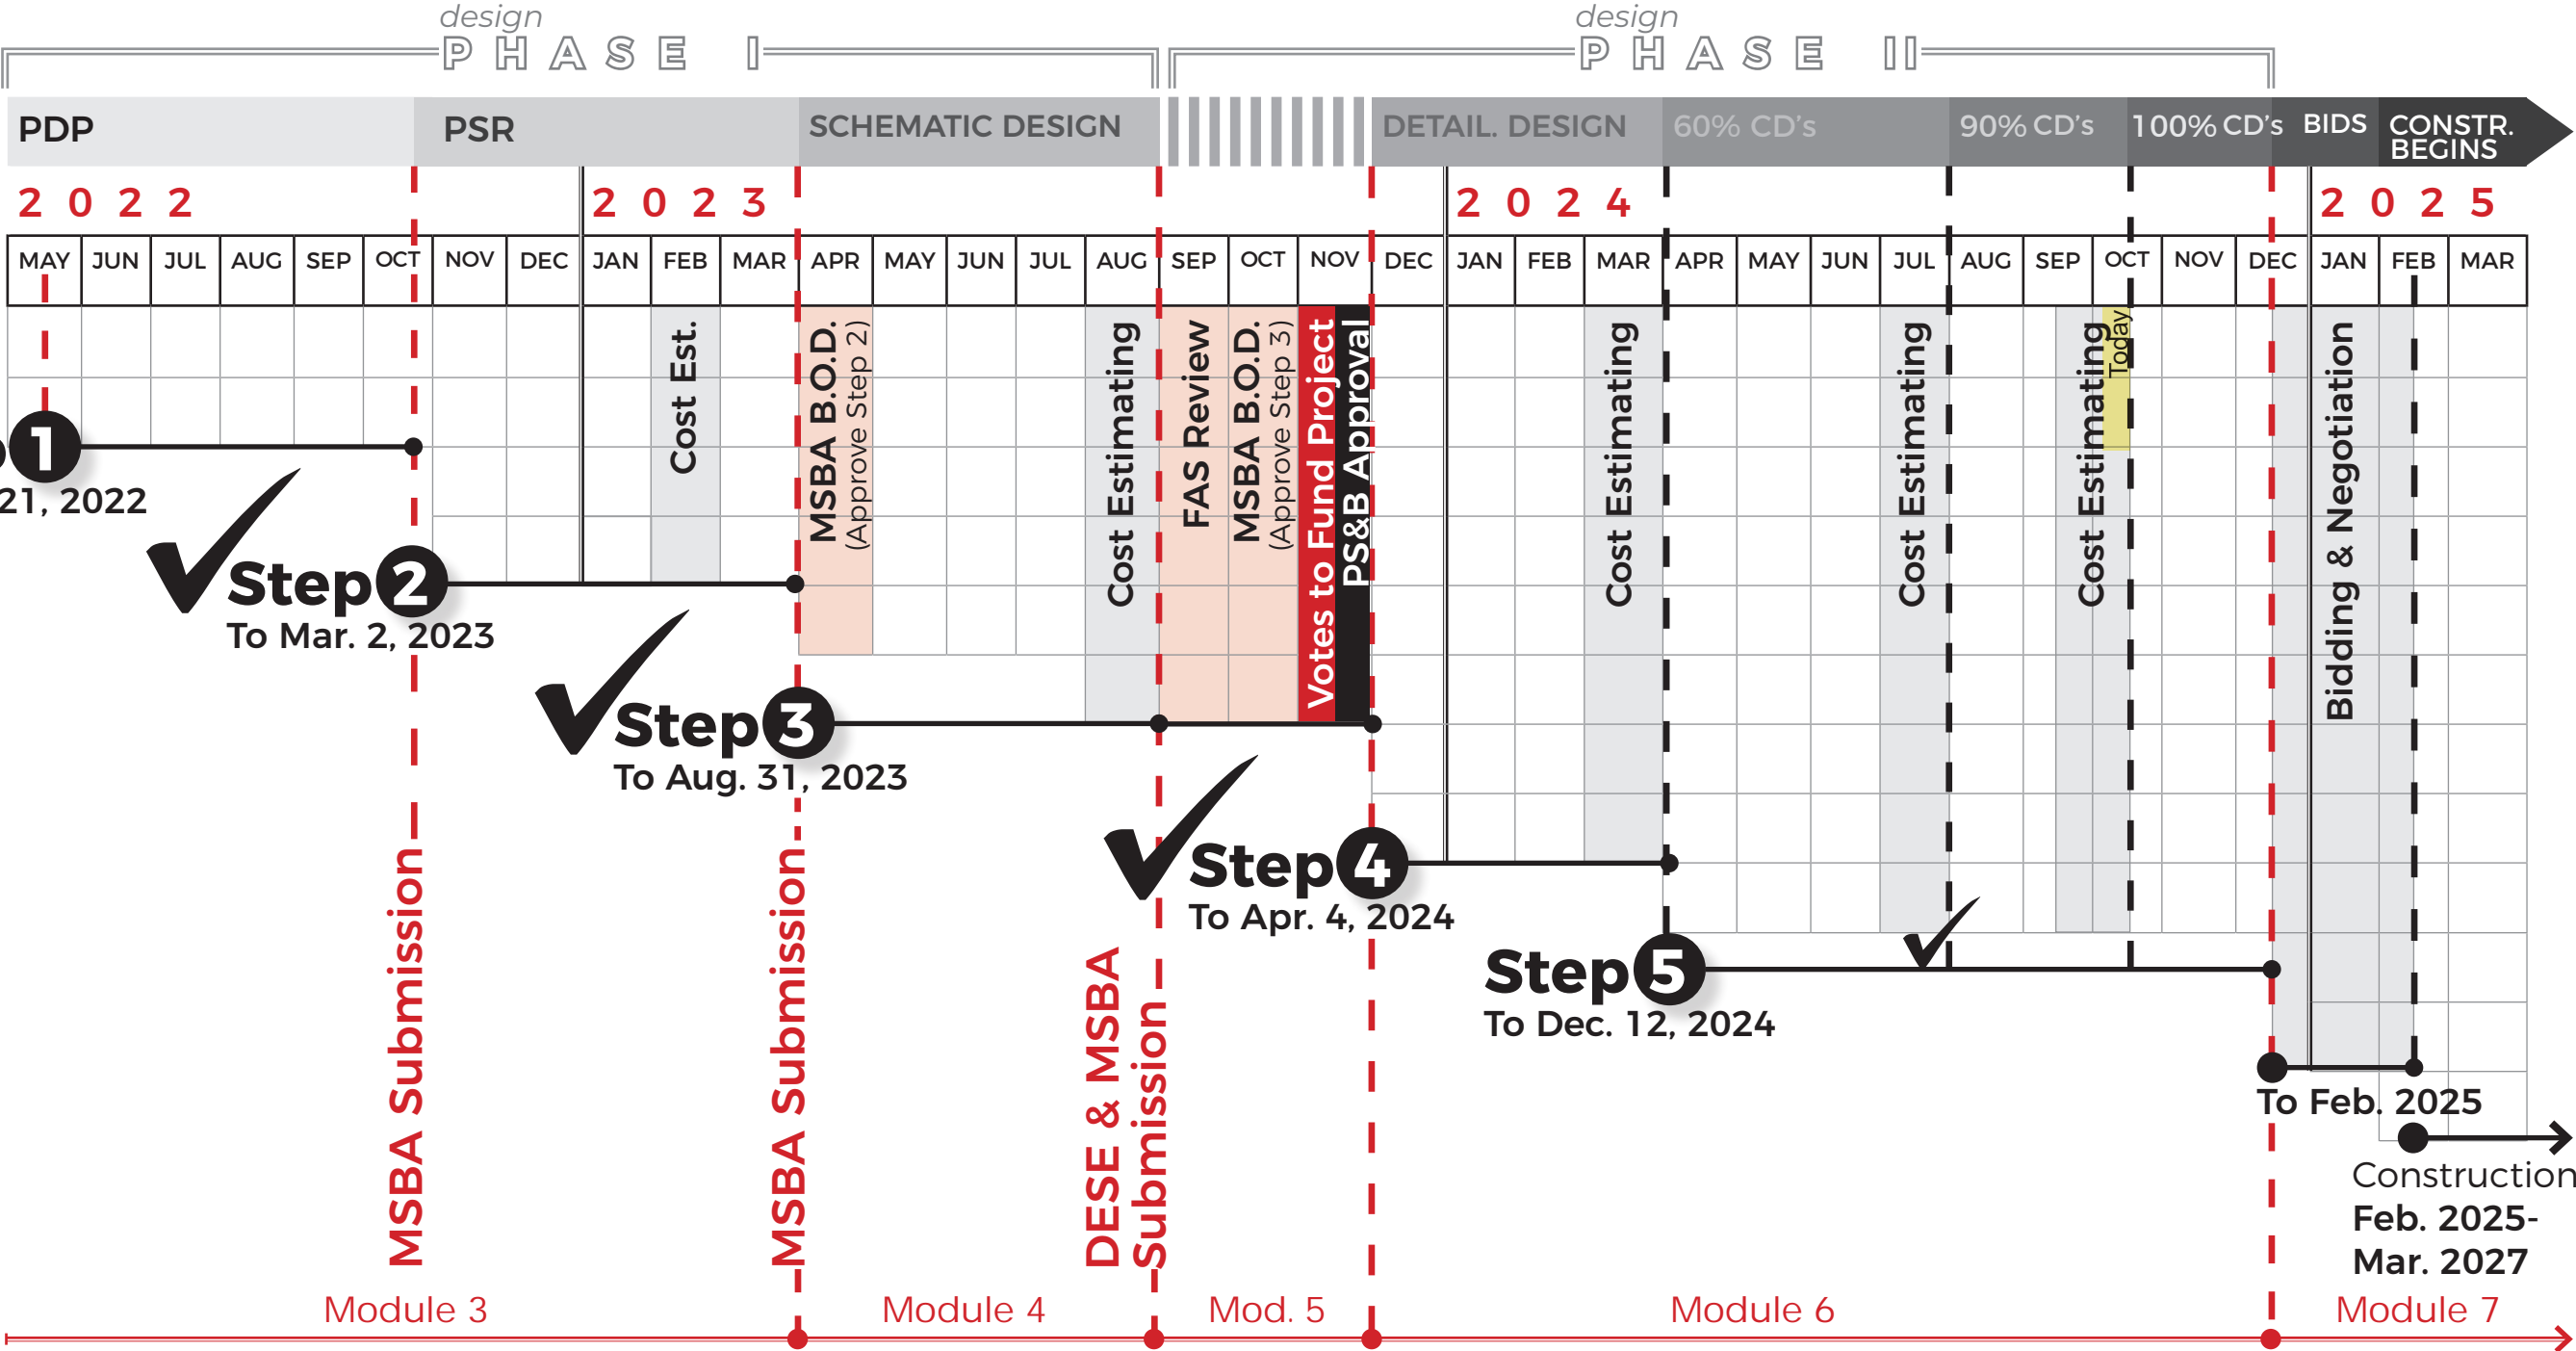 design
PHASE I
design
PHASE II
PDP
PSR
SCHEMATIC DESIGN
DETAIL. DESIGN
60% CD's
90% CD's
100% CD's
BIDS
CONSTR.
BEGINS
2022
2023
2024
2025
MAY JUN JUL AUG SEP OCT NOV DEC JAN FEB MAR APR MAY JUN JUL AUG SEP OCT NOV DEC JAN FEB MAR APR MAY JUN JUL AUG SEP OCT NOV DEC JAN FEB MAR
Cost Est.
MSBA B.O.D.
(Approve Step 2)
Cost Estimating
FAS Review
MSBA B.O.D.
(Approve Step 3)
Votes to Fund Project
PS&B Approval
Cost Estimating
Cost Estimating
Cost Estimating
Today
Bidding & Negotiation
1
21, 2022
Step 2
To Mar. 2, 2023
Step 3
To Aug. 31, 2023
Step 4
To Apr. 4, 2024
Step 5
To Dec. 12, 2024
To Feb. 2025
Construction
Feb. 2025-
Mar. 2027
MSBA Submission
MSBA Submission
DESE & MSBA
Submission
Module 3
Module 4
Mod. 5
Module 6
Module 7